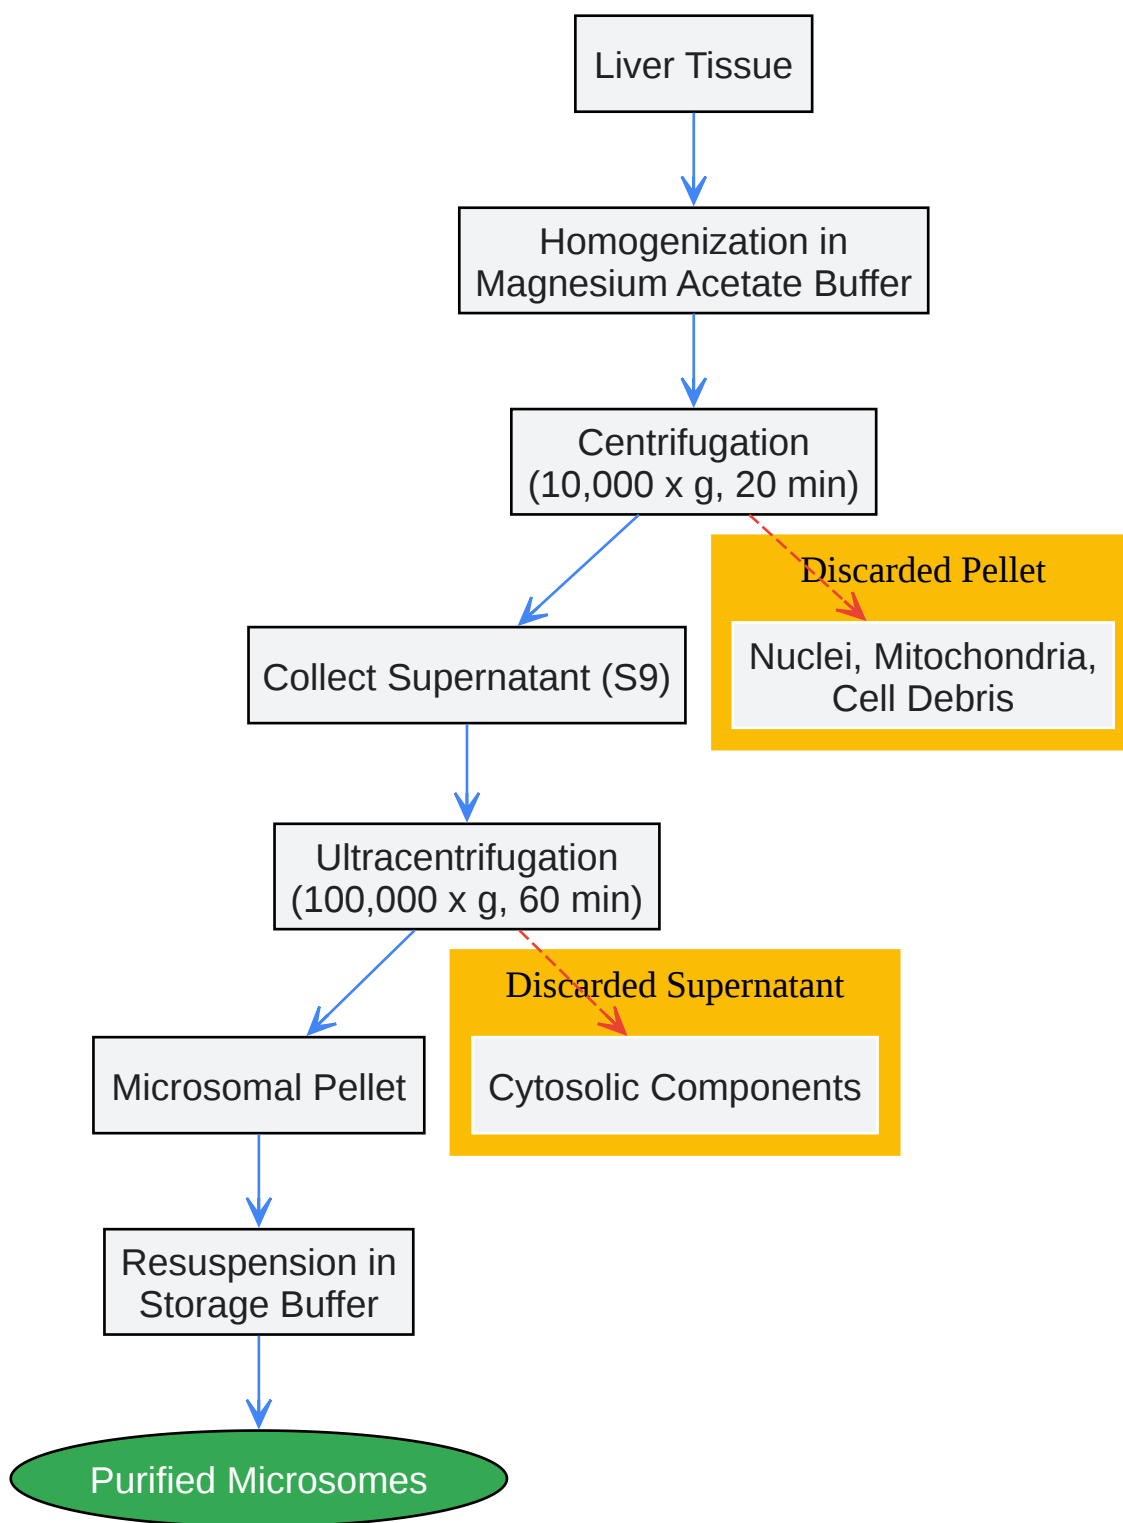 Liver Tissue
Homogenization in
Magnesium Acetate Buffer
Centrifugation
(10,000 x g, 20 min)
Discarded Pellet
Nuclei, Mitochondria,
Cell Debris
Collect Supernatant (S9)
Ultracentrifugation
(100,000 x g, 60 min)
Discarded Supernatant
Microsomal Pellet
Cytosolic Components
Resuspension in
Storage Buffer
Purified Microsomes